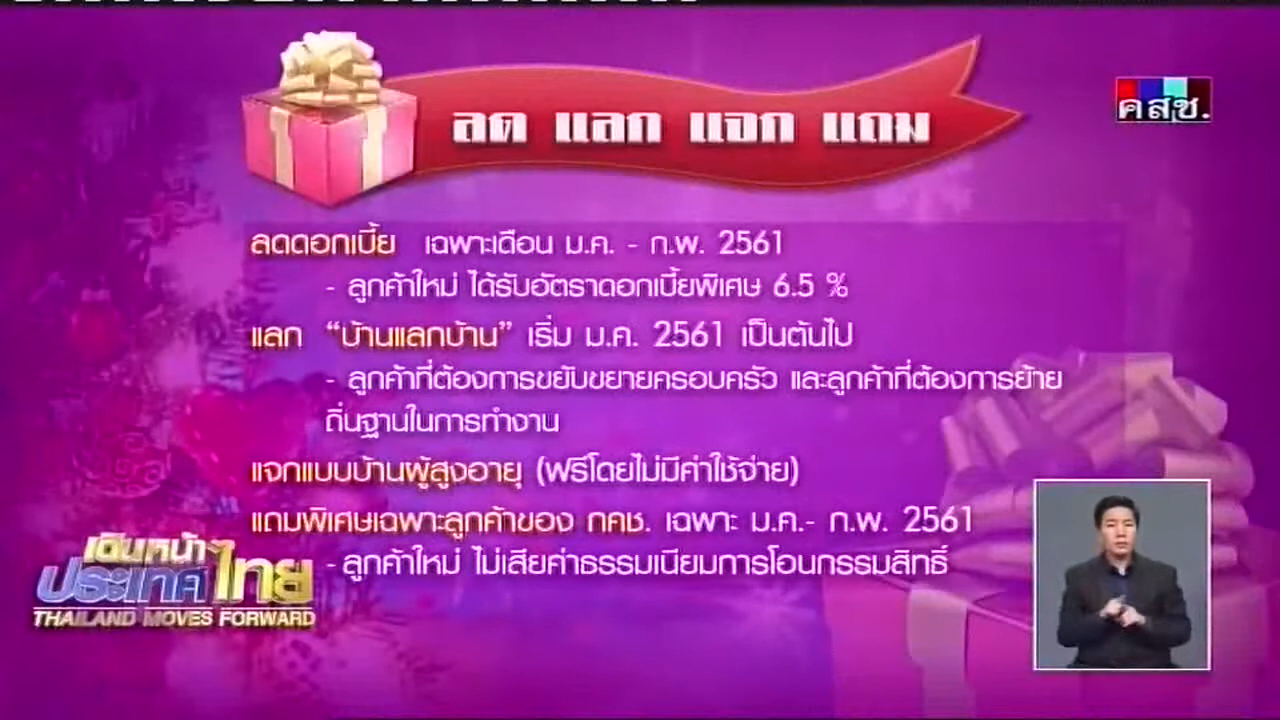 ลด แลก แจก แถม
คสช.
ลดดอกเบี้ย เฉพาะเดือน ม.ค. - ก.พ. 2561
- ลูกค้าใหม่ ได้รับอัตราดอกเบี้ยพิเศษ 6.5 %
แลก “บ้านแลกบ้าน” เริ่ม ม.ค. 2561 เป็นต้นไป
- ลูกค้าที่ต้องการขยับขยายครอบครัว และลูกค้าที่ต้องการย้าย
ถิ่นฐานในการทำงาน
แจกแบบบ้านผู้สูงอายุ (ฟรีโดยไม่มีค่าใช้จ่าย)
แถมพิเศษเฉพาะลูกค้าของ กคช. เฉพาะ ม.ค.- ก.พ. 2561
- ลูกค้าใหม่ ไม่เสียค่าธรรมเนียมการโอนกรรมสิทธิ์
เดินหน้า
ประเทศไทย
THAILAND MOVES FORWARD